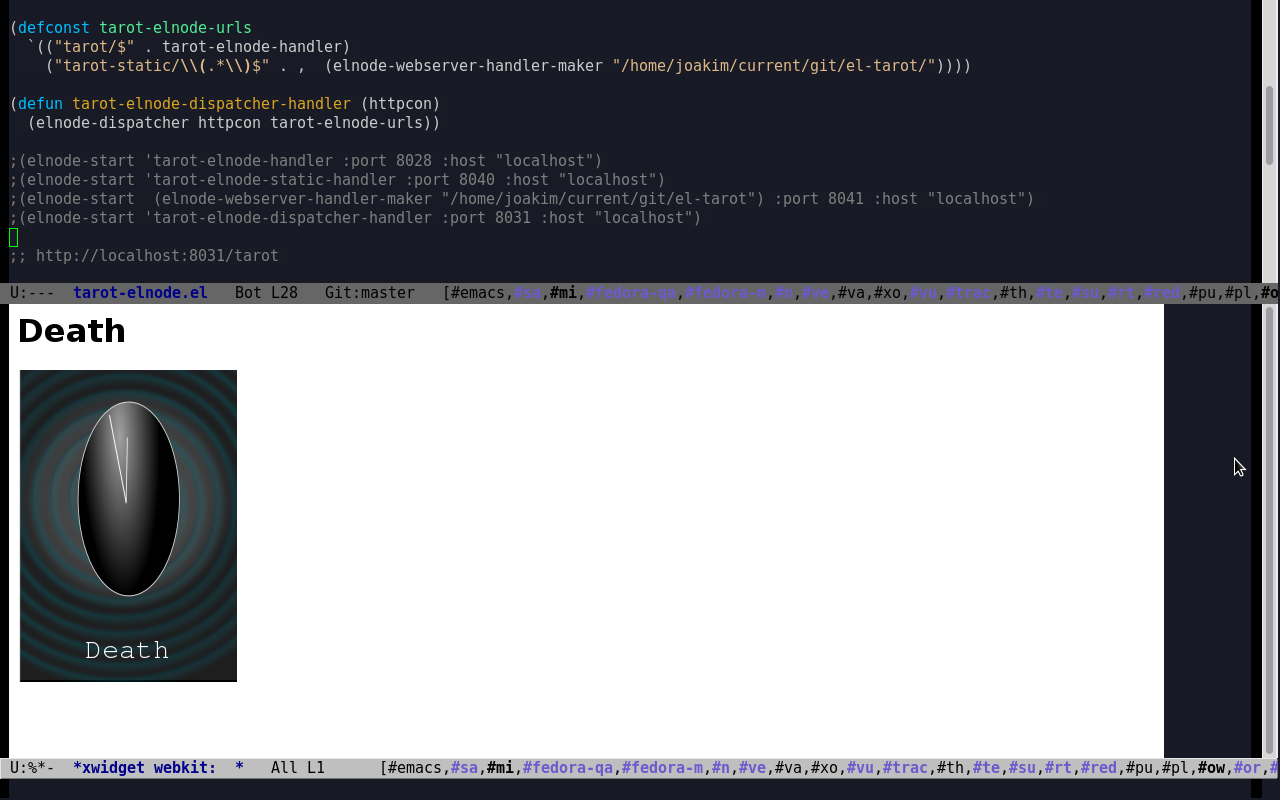 (defconst tarot-elnode-urls
  `(("tarot/$" . tarot-elnode-handler)
    ("tarot-static/\\(.*\\)$" . ,  (elnode-webserver-handler-maker "/home/joakim/current/git/el-tarot/"))))
(defun tarot-elnode-dispatcher-handler (httpcon)
  (elnode-dispatcher httpcon tarot-elnode-urls))
;(elnode-start 'tarot-elnode-handler :port 8028 :host "localhost")
;(elnode-start 'tarot-elnode-static-handler :port 8040 :host "localhost")
;(elnode-start  (elnode-webserver-handler-maker "/home/joakim/current/git/el-tarot") :port 8041 :host "localhost")
;(elnode-start 'tarot-elnode-dispatcher-handler :port 8031 :host "localhost")
;; http://localhost:8031/tarot
U:---  tarot-elnode.el   Bot L28   Git:master   [#emacs,#sa,#mi,#fedora-qa,#fedora-m,#n,#ve,#va,#xo,#vu,#trac,#th,#te,#su,#rt,#red,#pu,#pl,#o
Death
Death
U:%*-  *xwidget webkit:  *   All L1      [#emacs,#sa,#mi,#fedora-qa,#fedora-m,#n,#ve,#va,#xo,#vu,#trac,#th,#te,#su,#rt,#red,#pu,#pl,#ow,#or,#